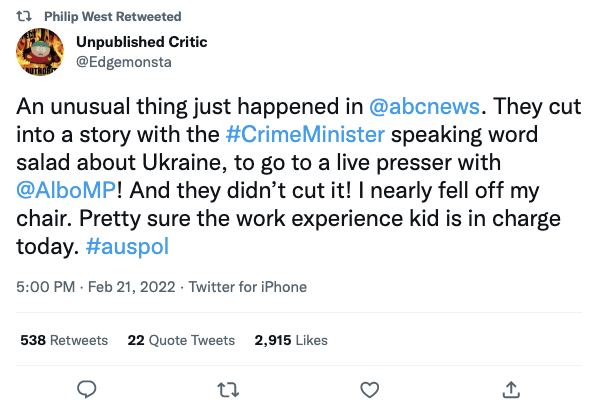 Philip West Retweeted
Unpublished Critic
@Edgemonsta
An unusual thing just happened in @abcnews. They cut
into a story with the #CrimeMinister speaking word
salad about Ukraine, to go to a live presser with
@AlboMP! And they didn’t cut it! I nearly fell off my
chair. Pretty sure the work experience kid is in charge
today. #auspol
5:00 PM · Feb 21, 2022 · Twitter for iPhone
538 Retweets 22 Quote Tweets 2,915 Likes